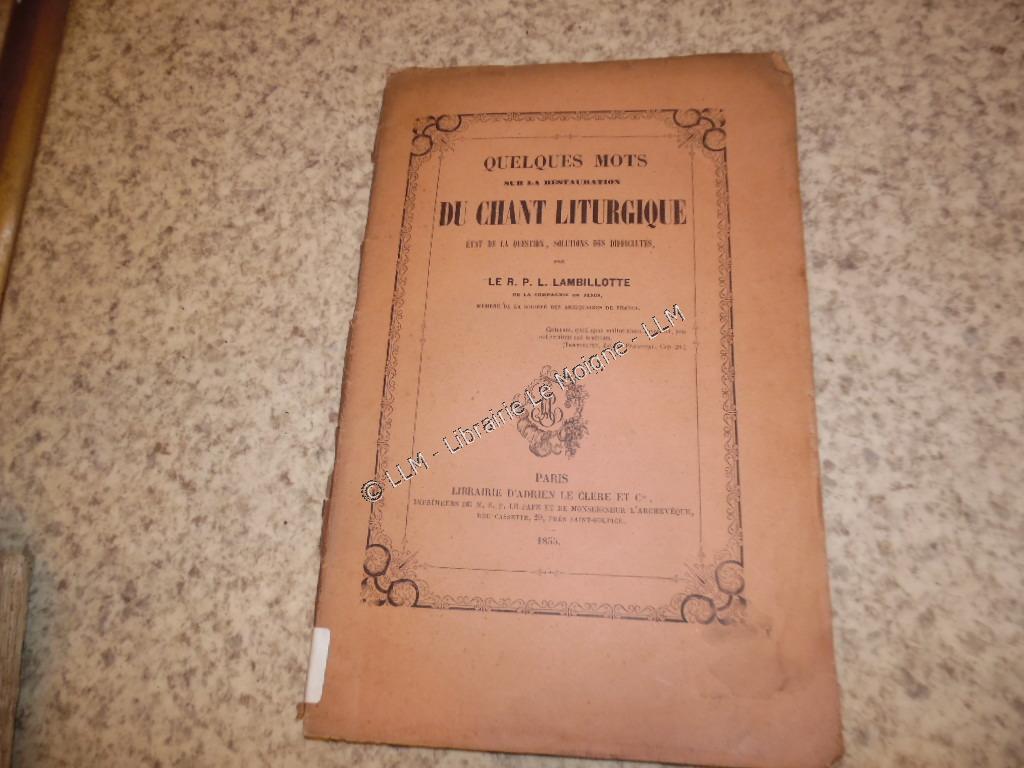 QUELQUES MOTS
SUR LA RESTAURATION
DU CHANT LITURGIQUE
ETAT DE LA QUESTION, SOLUTIONS DES DIFFICULTÉS,
PAR
LE R. P. L. LAMBILLOTTE
DE LA COMPAGNIE DE JÉSUS,
MEMBRE DE LA SOCIÉTÉ DES ANTIQUAIRES DE FRANCE.
© LLM - Librairie Le Moigne - LLM
PARIS
LIBRAIRIE D'ADRIEN LE CLERE ET Cie,
IMPRIMEURS DE N. S. P. LE PAPE ET DE MONSEIGNEUR L'ARCHEVÊQUE,
RUE CASSETTE, 29, PRÈS SAINT-SULPICE.
1855.